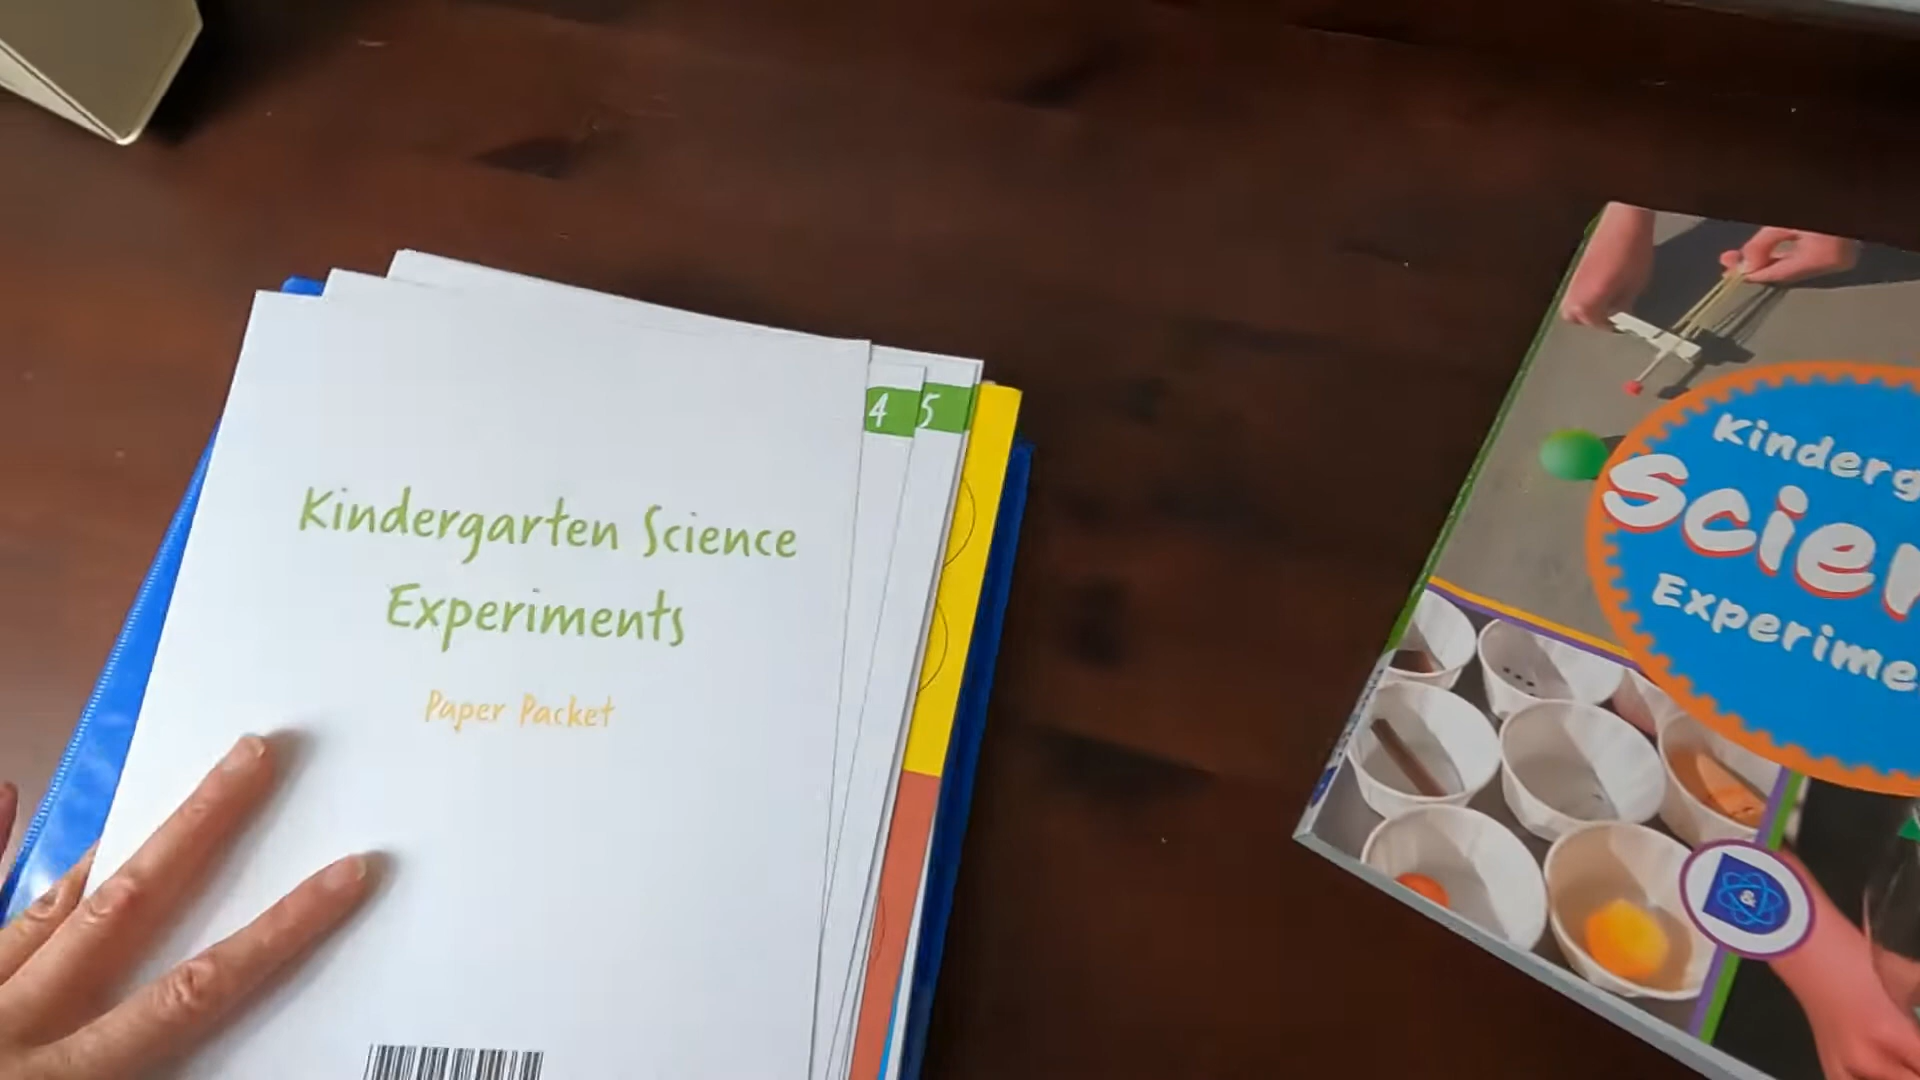 Kindergarten Science
Experiments
Paper Packet
4
5
Kinderg
Scien
Experime
&